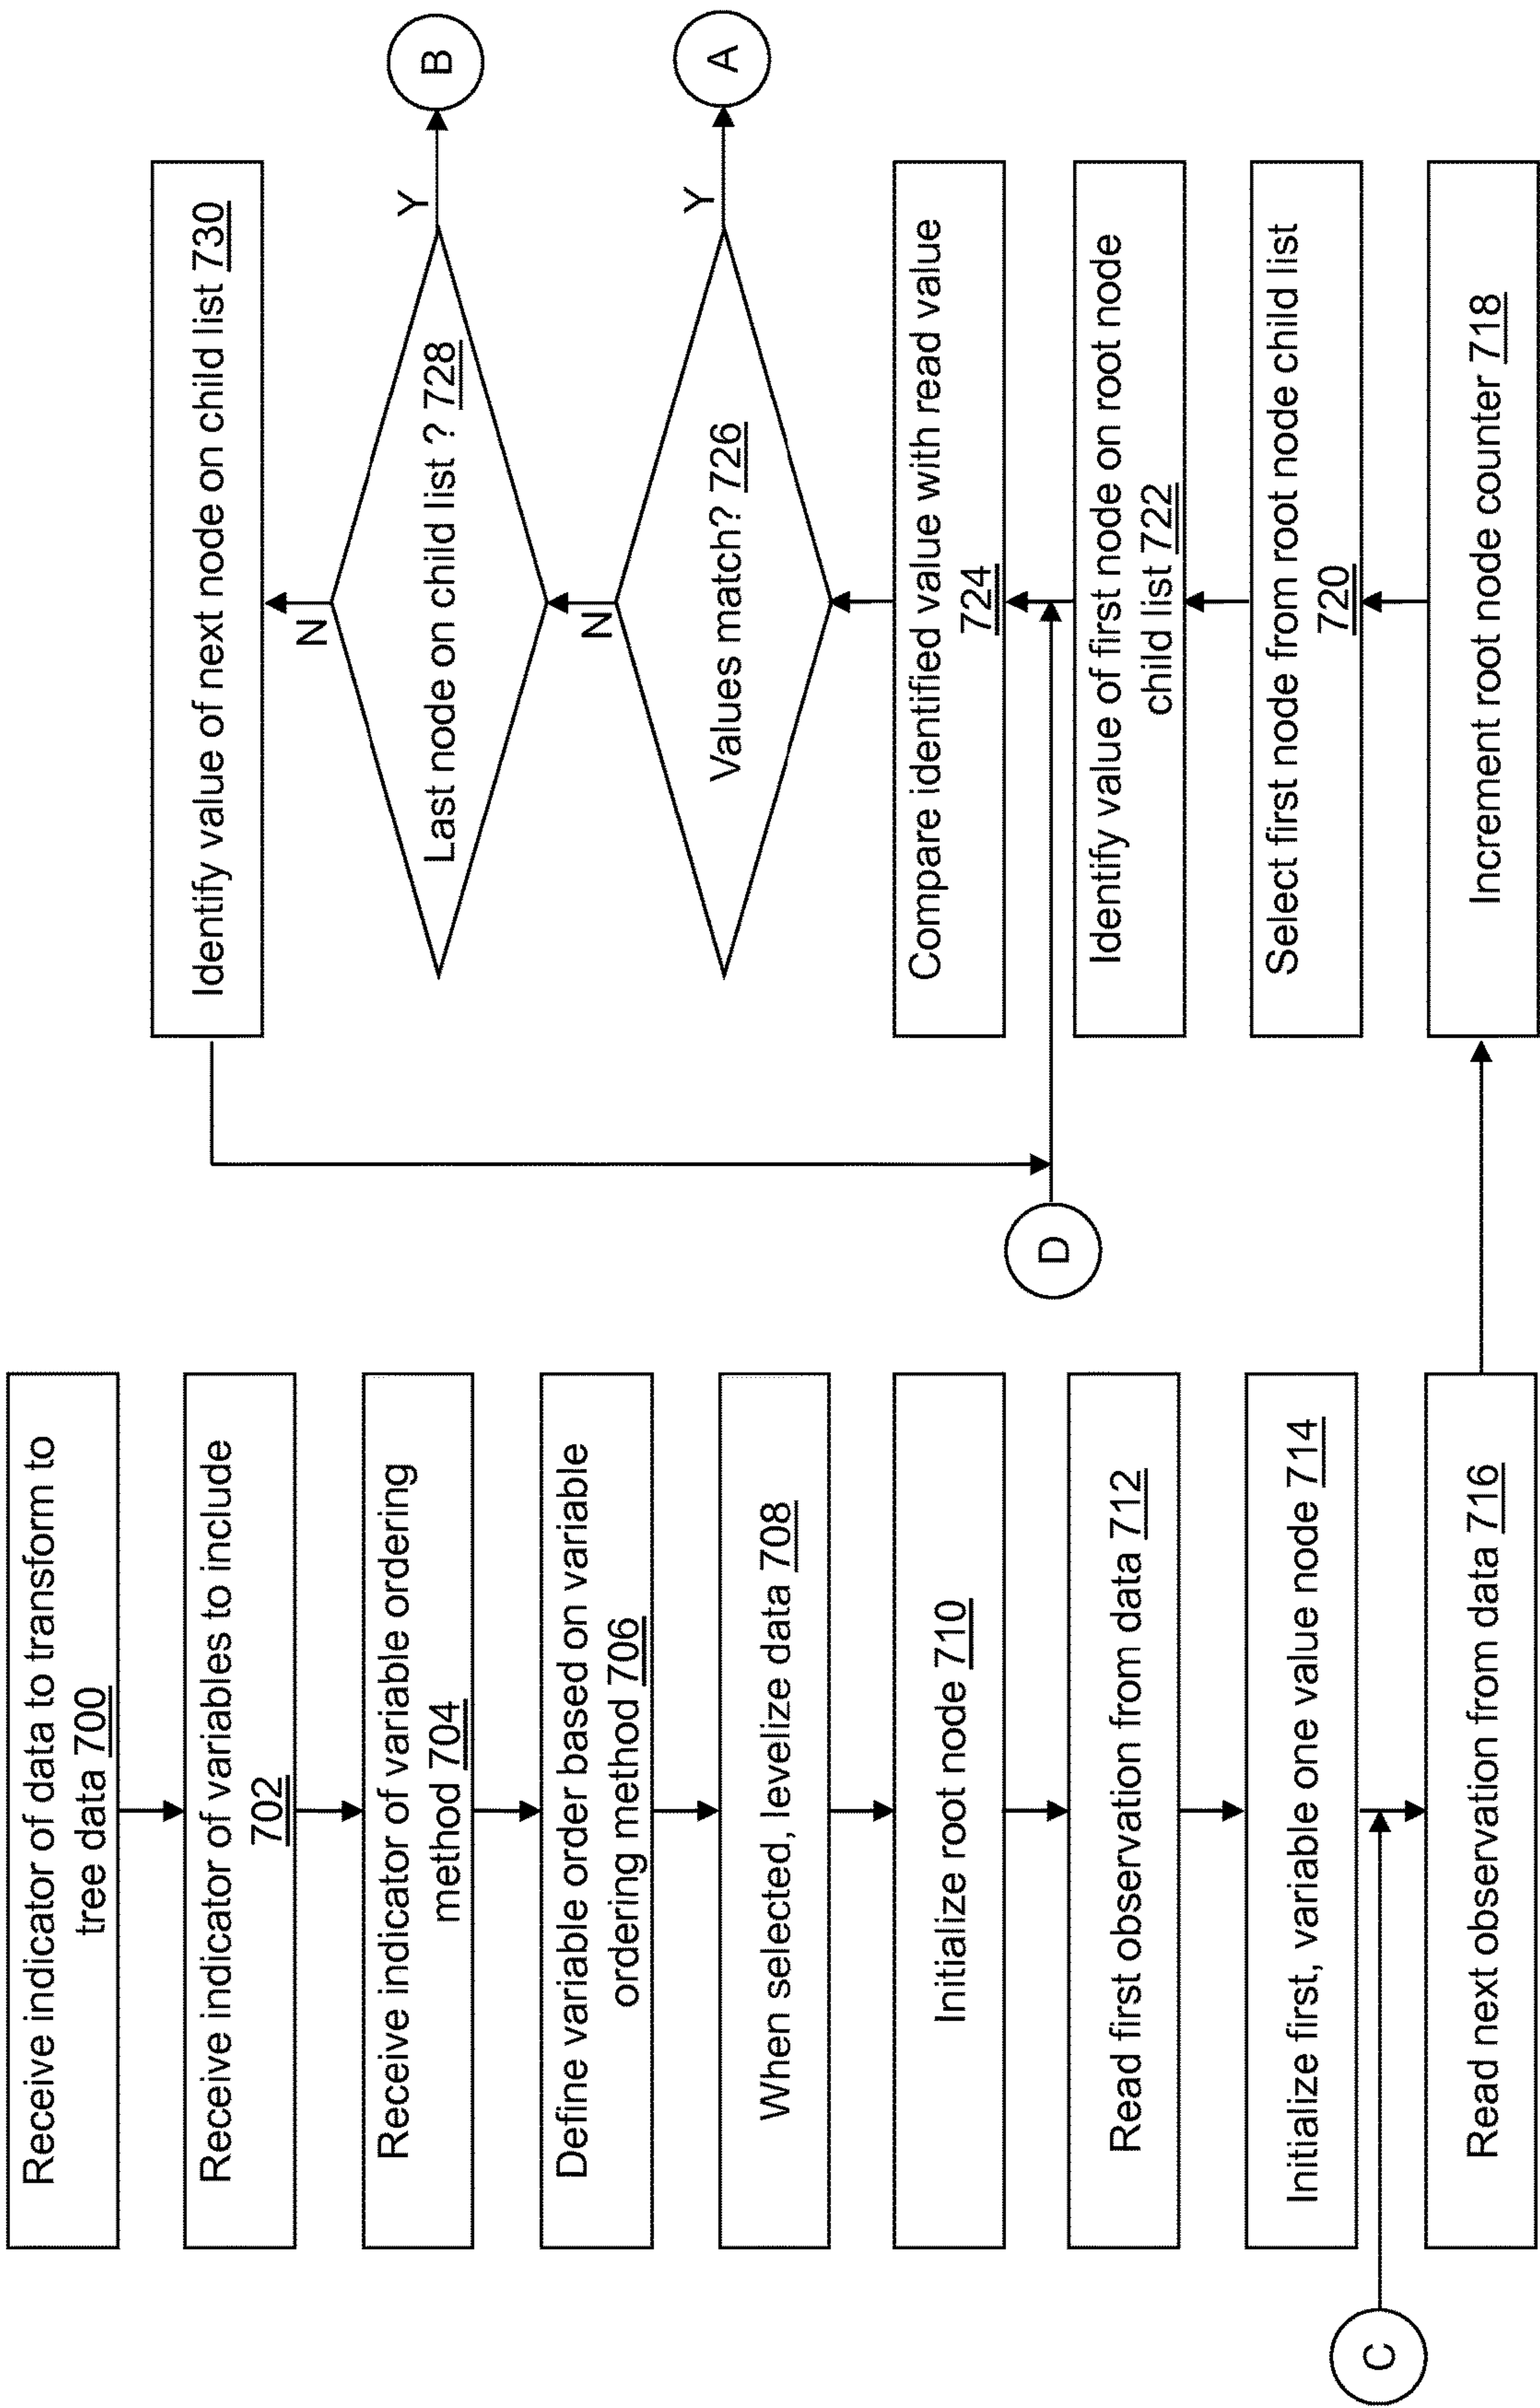 Receive indicator of data to transform to
tree data 700
Receive indicator of variables to include
702
Receive indicator of variable ordering
method 704
Define variable order based on variable
ordering method 706
When selected, levelize data 708
Initialize root node 710
Read first observation from data 712
Initialize first, variable one value node 714
C
Read next observation from data 716
Increment root node counter 718
Select first node from root node child list
720
Identify value of first node on root node
child list 722
D
Compare identified value with read value
724
Values match? 726
Y
A
N
Last node on child list ? 728
Y
B
N
Identify value of next node on child list 730